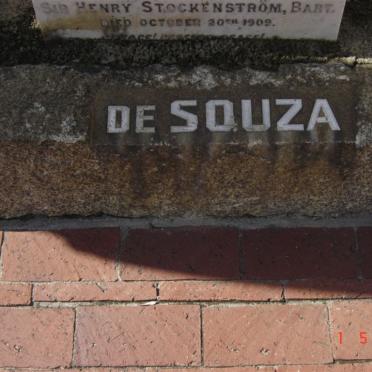 SIR HENRY STOCKENSTRÖM, BART.
DIED OCTOBER 20TH 1909.
DE SOUZA
1 5